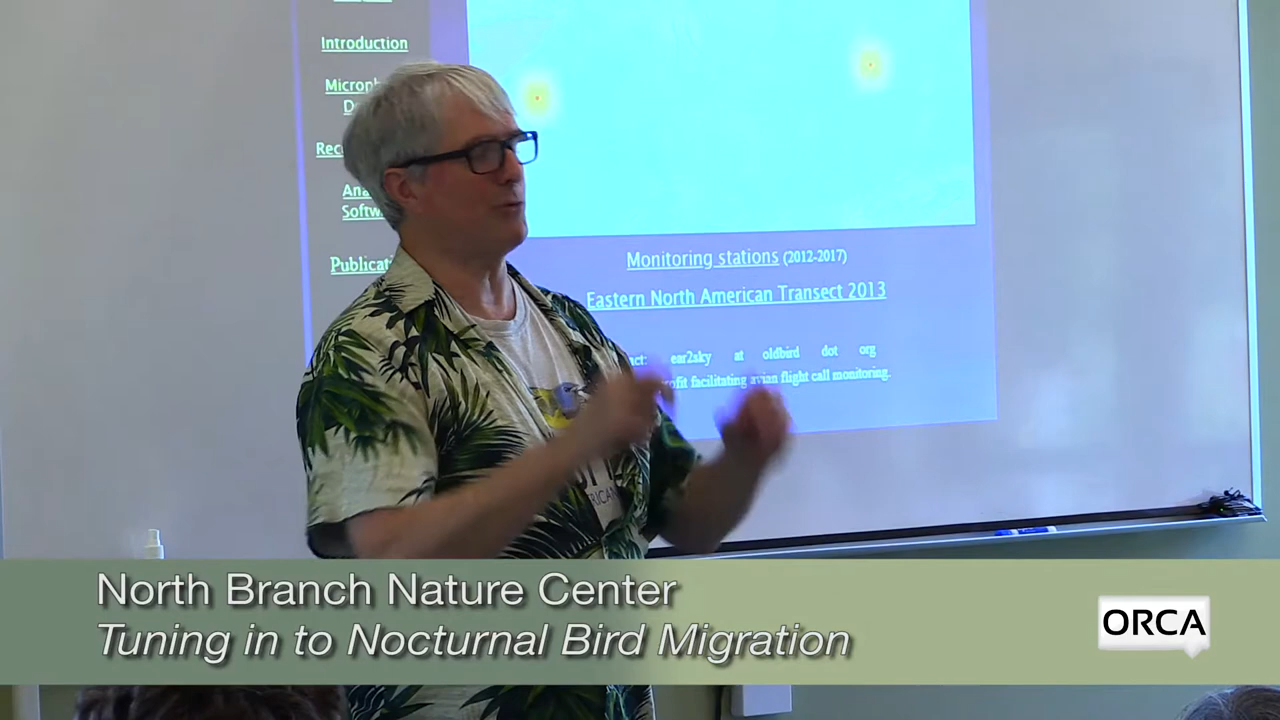 Introduction
Monitoring stations (2012-2017)
Eastern North American Transect 2013
ear2sky at oldbird dot org
facilitating avian flight call monitoring.
North Branch Nature Center
Tuning in to Nocturnal Bird Migration
ORCA